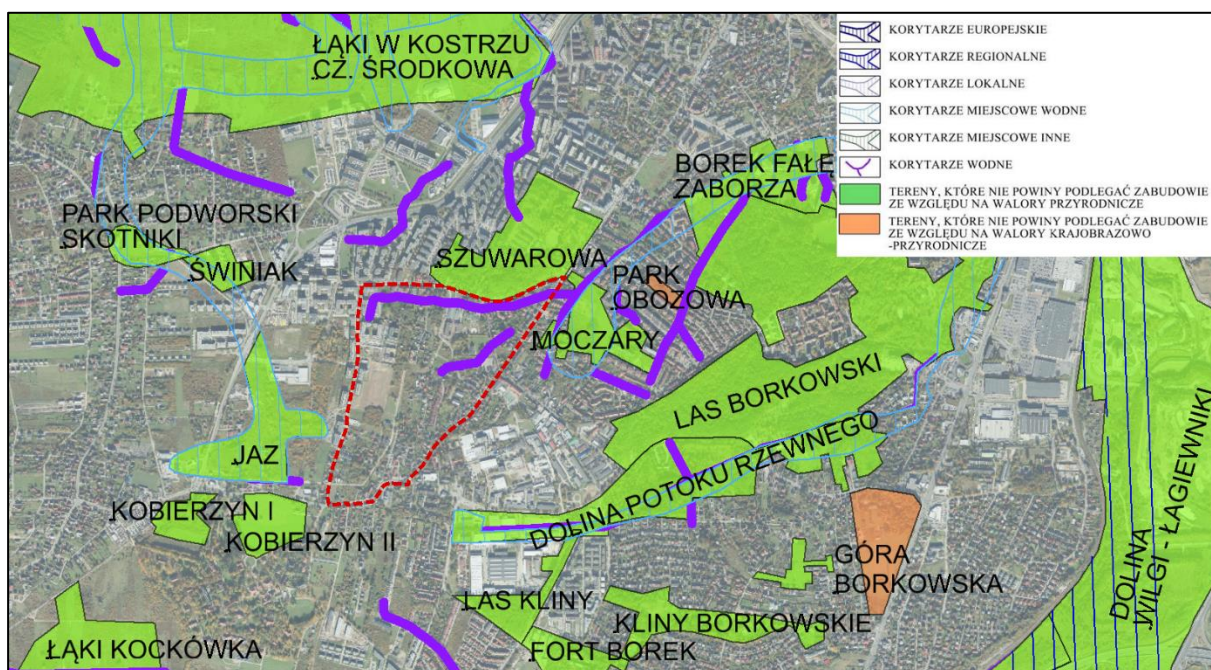 ŁĄKI W KOSTRZU
CZ. ŚRODKOWA
KORYTARZE EUROPEJSKIE
KORYTARZE REGIONALNE
KORYTARZE LOKALNE
KORYTARZE MIEJSCOWE WODNE
KORYTARZE MIEJSCOWE INNE
KORYTARZE WODNE
TERENY, KTÓRE NIE POWINY PODLEGAĆ ZABUDOWIE
ZE WZGLĘDU NA WALORY PRZYRODNICZE
TERENY, KTÓRE NIE POWINY PODLEGAĆ ZABUDOWIE
ZE WZGLĘDU NA WALORY KRAJOBRAZOWO
-PRZYRODNICZE
BOREK FAŁĘ
ZABORZA
PARK PODWORSKI
SKOTNIKI
ŚWINIAK
SZUWAROWA
PARK
OBOZOWA
MOCZARY
LAS BORKOWSKI
JAZ
DOLINA POTOKU RZEWNEGO
KOBIERZYN I
KOBIERZYN II
GÓRA
BORKOWSKA
DOLINA
WILGI - ŁAGIEWNIKI
LAS KLINY
KLINY BORKOWSKIE
FORT BOREK
ŁĄKI KOCKÓWKA